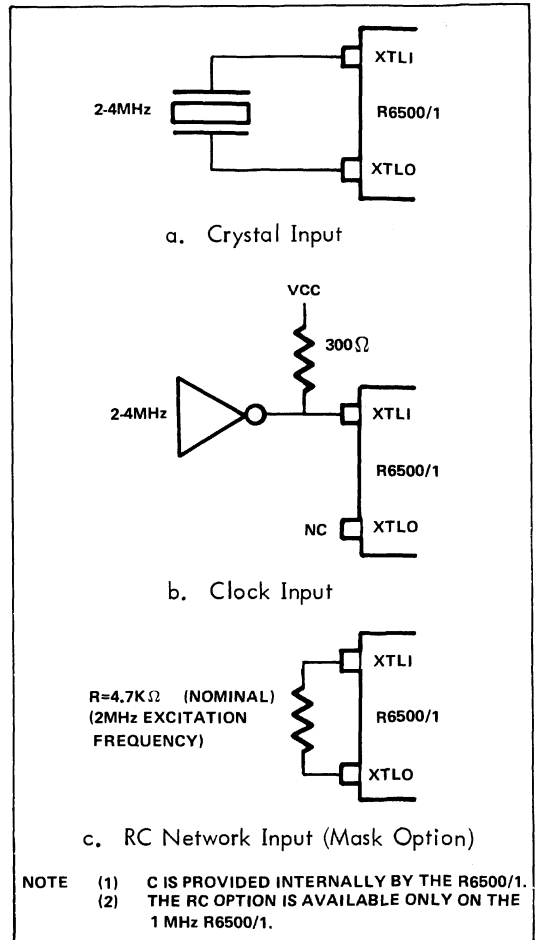 XTLI
2-4MHz
R6500/1
XTLO
a. Crystal Input
VCC
300Ω
2-4MHz
XTLI
R6500/1
NC
XTLO
b. Clock Input
XTLI
R=4.7KΩ (NOMINAL)
(2MHz EXCITATION
R6500/1
FREQUENCY)
XTLO
c. RC Network Input (Mask Option)
NOTE (1) C IS PROVIDED INTERNALLY BY THE R6500/1.
(2) THE RC OPTION IS AVAILABLE ONLY ON THE
1 MHz R6500/1.